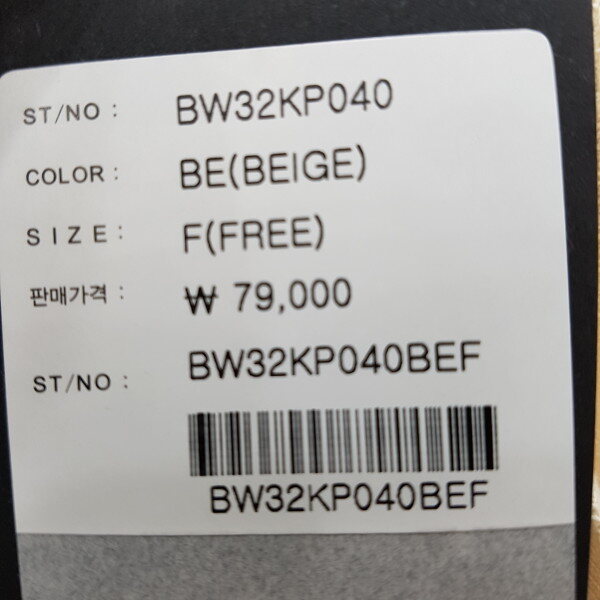 ST/NO : BW32KP040
COLOR : BE(BEIGE)
SIZE : F(FREE)
판매가격 : ₩ 79,000
ST/NO : BW32KP040BEF
BW32KP040BEF